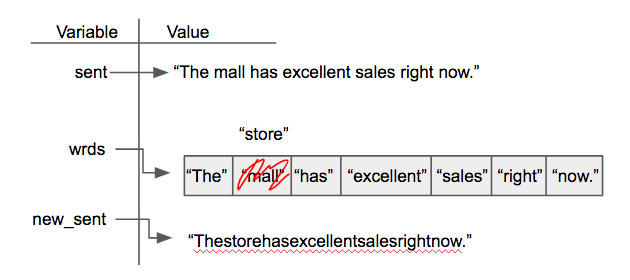 Variable Value
sent “The mall has excellent sales right now.”
“store”
wrds “The” “mall” “has” “excellent” “sales” “right” “now.”
new_sent
“Thestorehasexcellentsalesrightnow.”